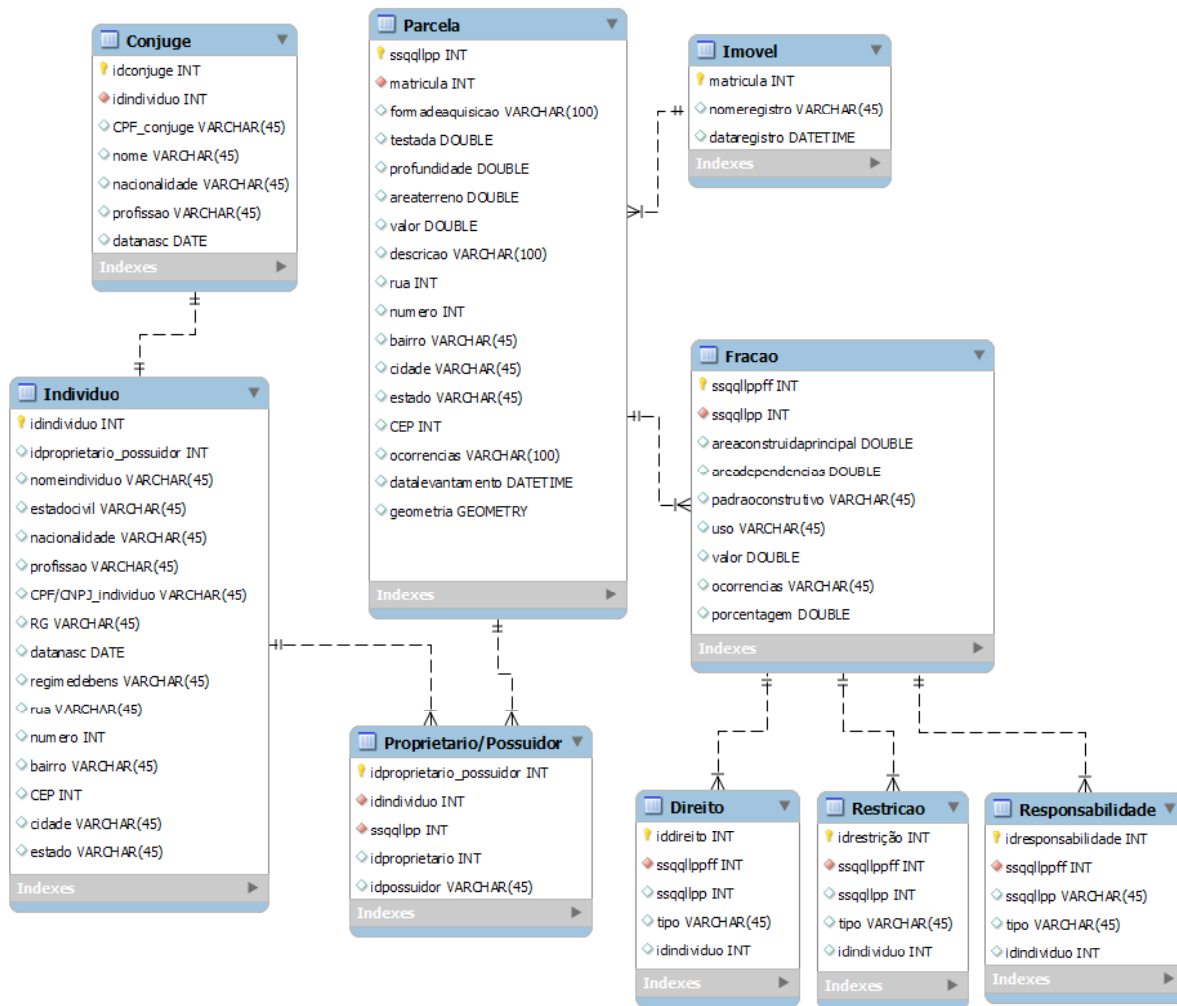 Conjuge
idconjuge INT
idindividuo INT
CPF_conjuge VARCHAR(45)
nome VARCHAR(45)
nacionalidade VARCHAR(45)
profissao VARCHAR(45)
datanasc DATE
Indexes
Parcela
ssqqllpp INT
matricula INT
formadeaquisicao VARCHAR(100)
testada DOUBLE
profundidade DOUBLE
areaterreno DOUBLE
valor DOUBLE
descricao VARCHAR(100)
rua INT
numero INT
bairro VARCHAR(45)
cidade VARCHAR(45)
estado VARCHAR(45)
CEP INT
ocorrencias VARCHAR(100)
datalevantamento DATETIME
geometria GEOMETRY
Indexes
Imovel
matricula INT
nomeregistro VARCHAR(45)
dataregistro DATETIME
Indexes
Individuo
idindividuo INT
idproprietario_possuidor INT
nomeindividuo VARCHAR(45)
estadocivil VARCHAR(45)
nacionalidade VARCHAR(45)
profissao VARCHAR(45)
CPF/CNPJ_individuo VARCHAR(45)
RG VARCHAR(45)
datanasc DATE
regimedebens VARCHAR(45)
rua VARCHAR(45)
numero INT
bairro VARCHAR(45)
CEP INT
cidade VARCHAR(45)
estado VARCHAR(45)
Indexes
Fracao
ssqqllppff INT
ssqqllpp INT
areaconstruidaprincipal DOUBLE
areadependencias DOUBLE
padraoconstrutivo VARCHAR(45)
uso VARCHAR(45)
valor DOUBLE
ocorrencias VARCHAR(45)
porcentagem DOUBLE
Indexes
Proprietario/Possuidor
idproprietario_possuidor INT
idindividuo INT
ssqqllpp INT
idproprietario INT
idpossuidor VARCHAR(45)
Indexes
Direito
iddireito INT
ssqqllppff INT
ssqqllpp INT
tipo VARCHAR(45)
idindividuo INT
Indexes
Restricao
idrestrição INT
ssqqllppff INT
ssqqllpp INT
tipo VARCHAR(45)
idindividuo INT
Indexes
Responsabilidade
idresponsabilidade INT
ssqqllppff INT
ssqqllpp VARCHAR(45)
tipo VARCHAR(45)
idindividuo INT
Indexes